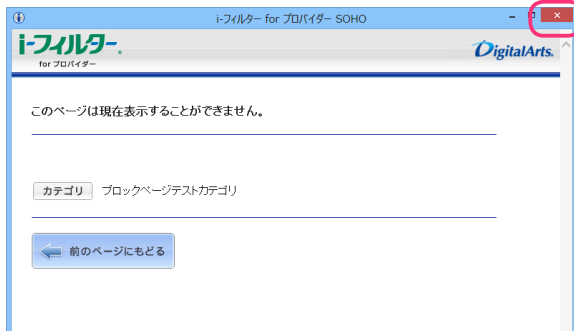 i-フィルター for プロバイダー SOHO
i-フィルター.
for プロバイダー
DigitalArts.
このページは現在表示することができません。
カテゴリ ブロックページテストカテゴリ
前のページにもどる